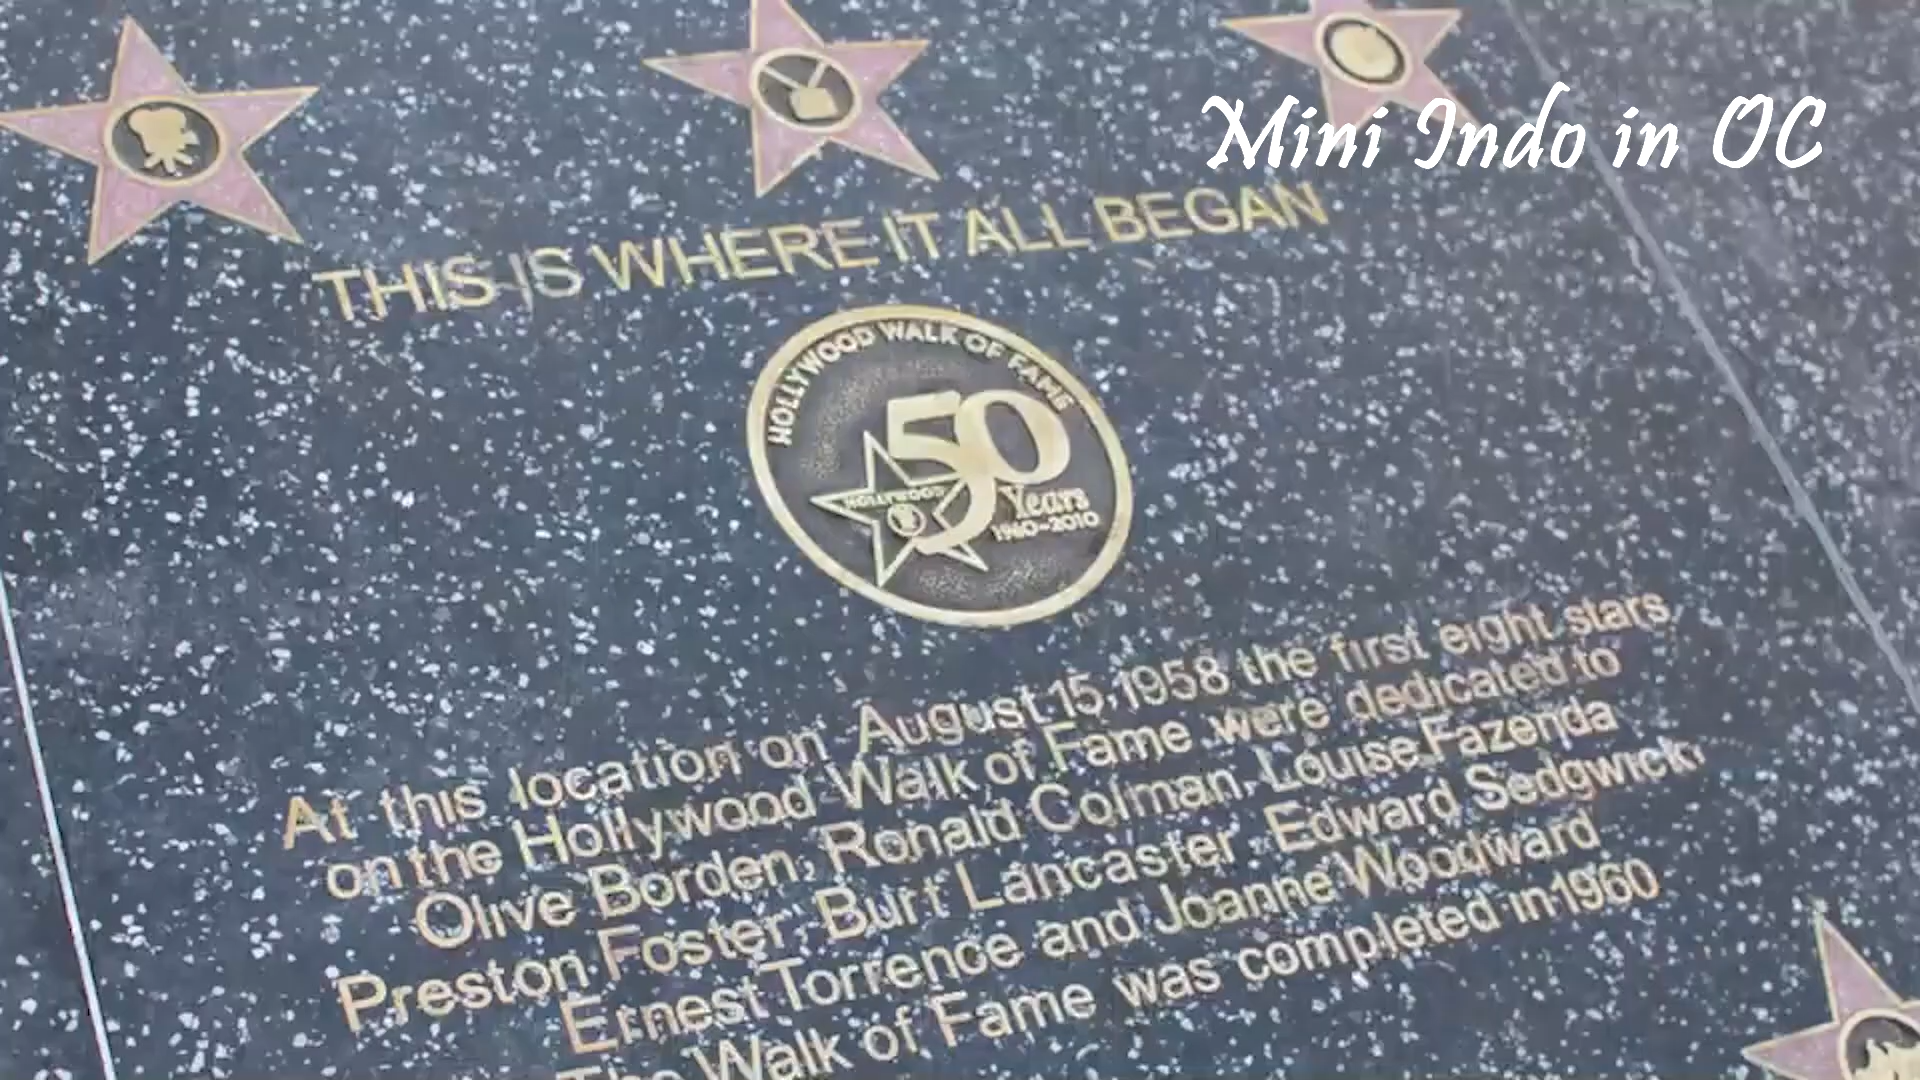 Mini Indo in OC
THIS IS WHERE IT ALL BEGAN
HOLLYWOOD WALK OF FAME
50
Years
1960-2010
At this location on August 15, 1958 the first eight stars
on the Hollywood Walk of Fame were dedicated to
Olive Borden, Ronald Colman, Louise Fazenda
Preston Foster, Burt Lancaster, Edward Sedgwick,
Ernest Torrence and Joanne Woodward
The Walk of Fame was completed in 1960